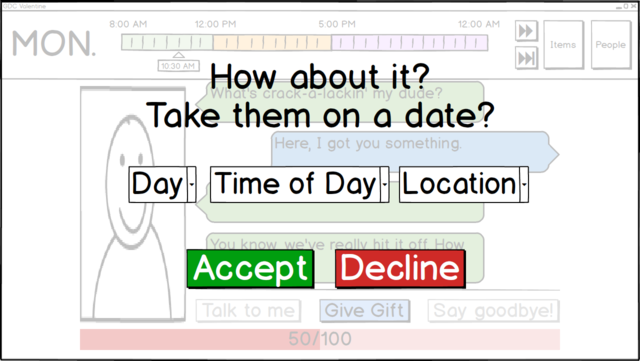 GGC Valentine
MON.
8:00 AM 12:00 PM 5:00 PM 12:00 AM
10:30 AM
Items
People
How about it?
What's crack-a-lackin' my dude?
Take them on a date?
Here, I got you something.
Day
Time of Day
Location
You know, we've really hit it off. How
Accept
Decline
Talk to me
Give Gift
Say goodbye!
50/100